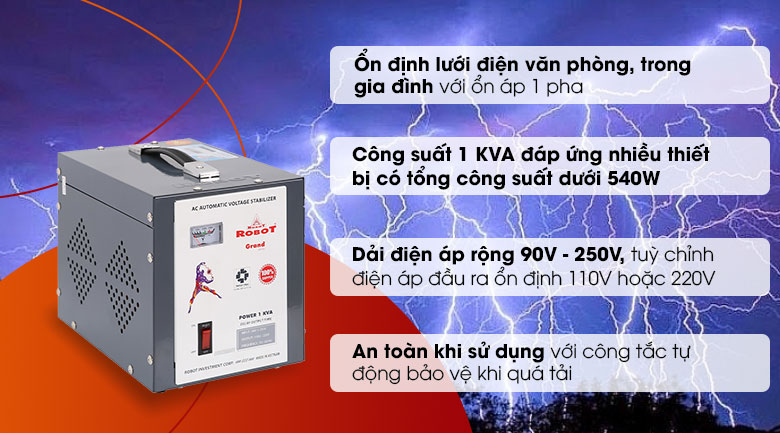 Ổn định lưới điện văn phòng, trong
gia đình với ổn áp 1 pha
Công suất 1 KVA đáp ứng nhiều thiết
bị có tổng công suất dưới 540W
Dải điện áp rộng 90V - 250V, tuỳ chỉnh
điện áp đầu ra ổn định 110V hoặc 220V
An toàn khi sử dụng với công tắc tự
động bảo vệ khi quá tải
AC AUTOMATIC VOLTAGE STABILIZER
ROBOT
Grand
100%
POWER 1 KVA